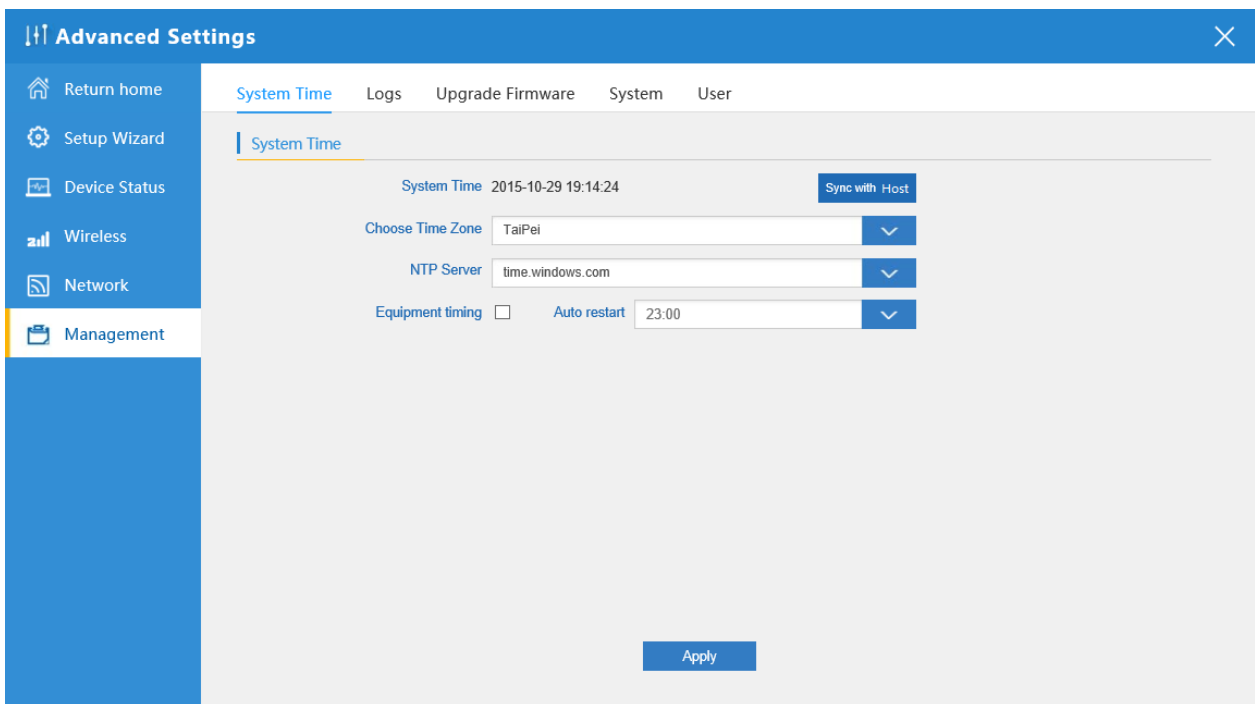 Advanced Settings
Return home
Setup Wizard
Device Status
Wireless
Network
Management
System Time Logs Upgrade Firmware System User
System Time
System Time 2015-10-29 19:14:24 Sync with Host
Choose Time Zone TaiPei
NTP Server time.windows.com
Equipment timing Auto restart 23:00
Apply